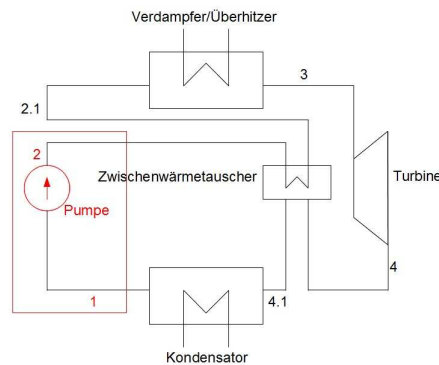 Verdampfer/Überhitzer
3
2.1
2
Zwischenwärmetauscher
Turbine
Pumpe
4
1
4.1
Kondensator